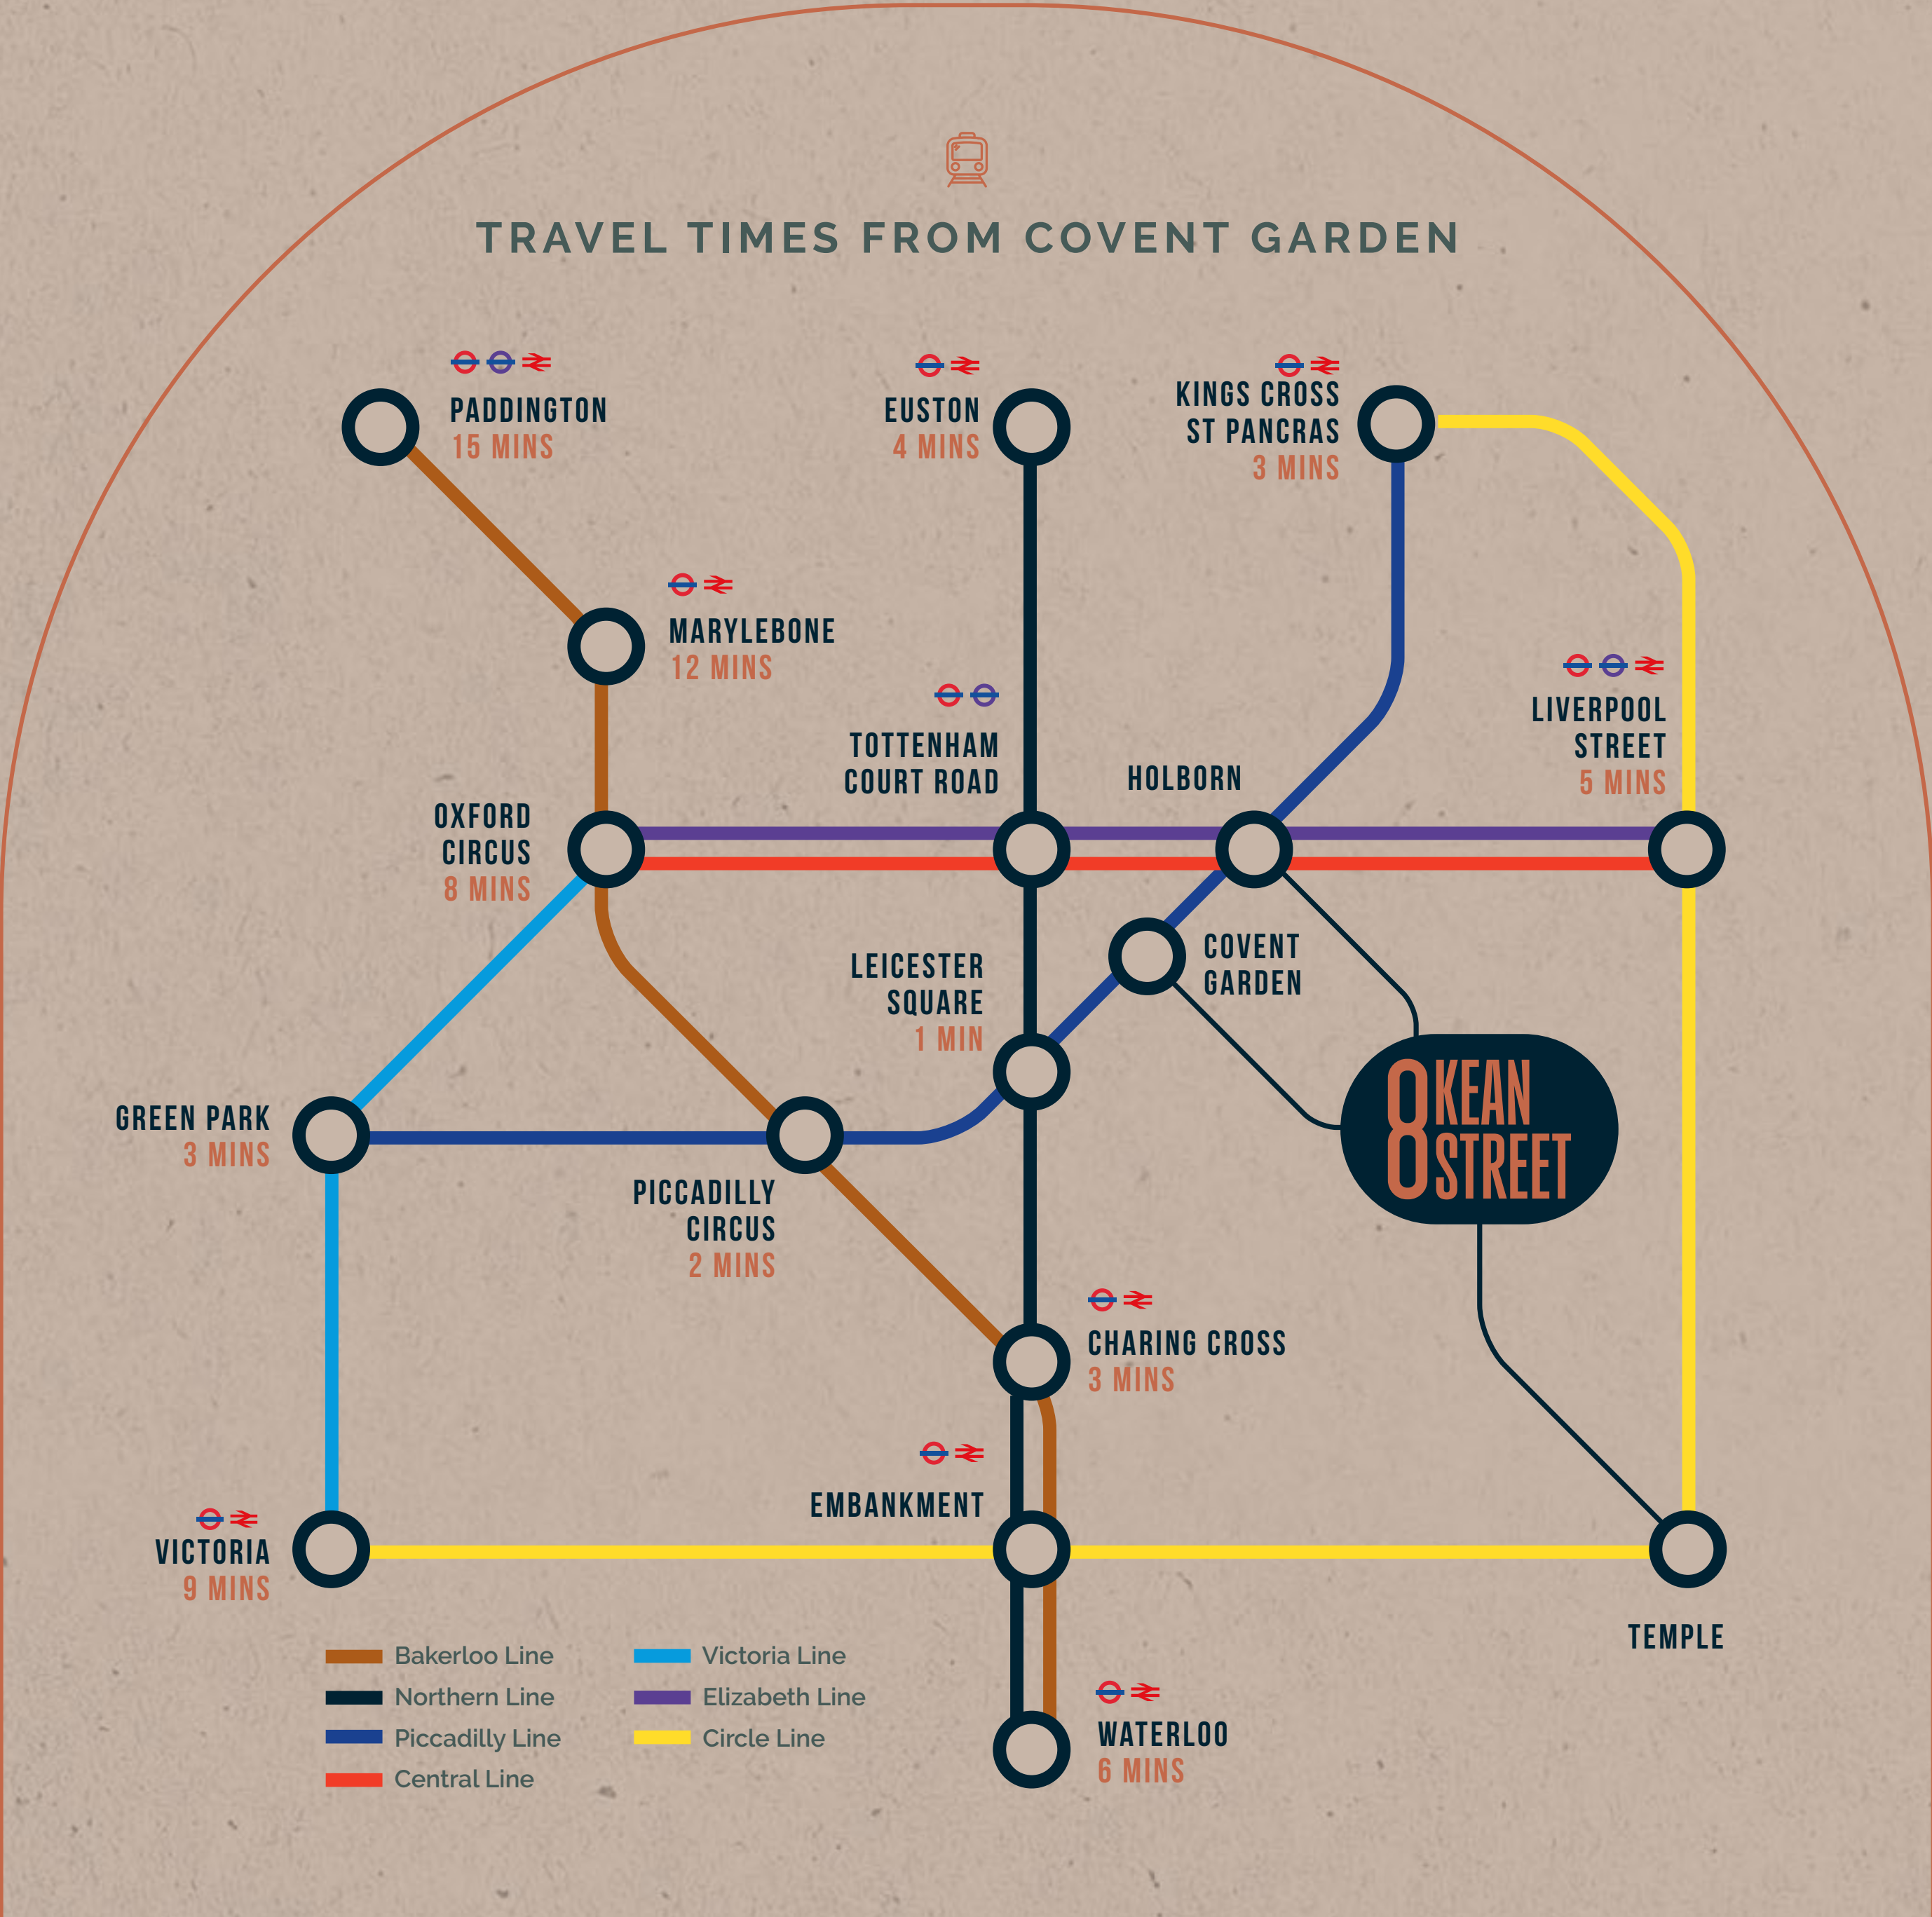 TRAVEL TIMES FROM COVENT GARDEN
PADDINGTON
15 MINS
EUSTON
4 MINS
KINGS CROSS
ST PANCRAS
3 MINS
MARYLEBONE
12 MINS
TOTTENHAM
COURT ROAD
HOLBORN
LIVERPOOL
STREET
5 MINS
OXFORD
CIRCUS
8 MINS
LEICESTER
SQUARE
1 MIN
COVENT
GARDEN
8 KEAN
STREET
GREEN PARK
3 MINS
PICCADILLY
CIRCUS
2 MINS
CHARING CROSS
3 MINS
EMBANKMENT
VICTORIA
9 MINS
TEMPLE
WATERLOO
6 MINS
Bakerloo Line
Northern Line
Piccadilly Line
Central Line
Victoria Line
Elizabeth Line
Circle Line